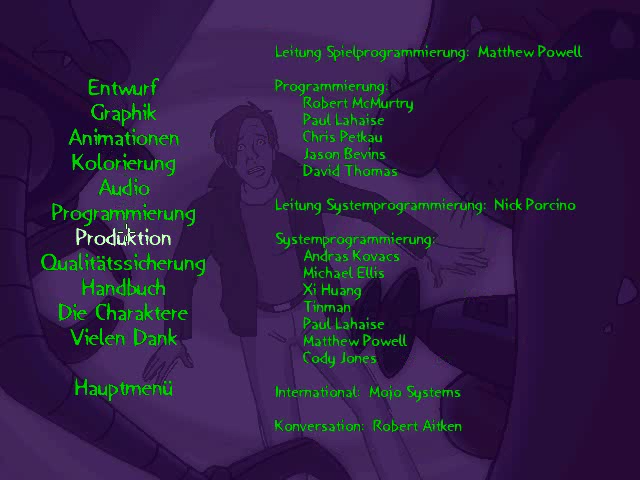 Entwurf
Graphik
Animationen
Kolorierung
Audio
Programmierung
Produktion
Qualitätssicherung
Handbuch
Die Charaktere
Vielen Dank
Hauptmenü
Leitung Spielprogrammierung: Matthew Powell
Programmierung:
Robert McMurtry
Paul Lahaise
Chris Petkau
Jason Bevins
David Thomas
Leitung Systemprogrammierung: Nick Porcino
Systemprogrammierung:
Andras Kovacs
Michael Ellis
Xi Huang
Tinman
Paul Lahaise
Matthew Powell
Cody Jones
International: Mojo Systems
Konversation: Robert Aitken